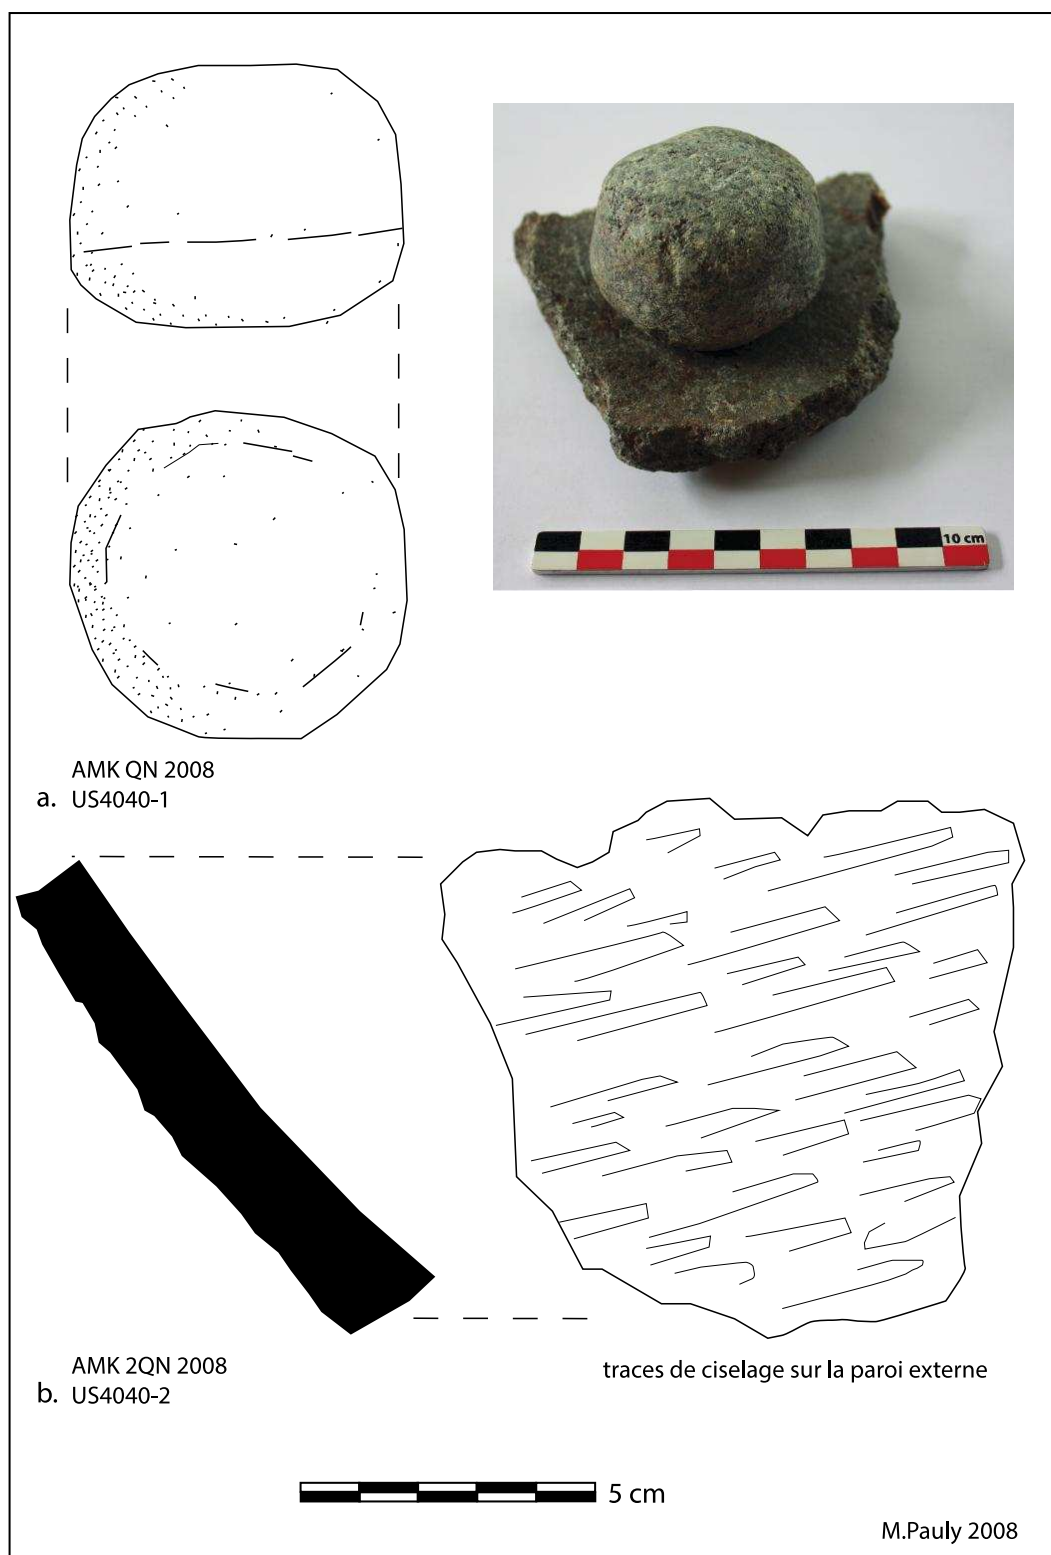 10 cm
AMK QN 2008
a. US4040-1
AMK 2QN 2008
b. US4040-2
traces de ciselage sur la paroi externe
5 cm
M.Pauly 2008